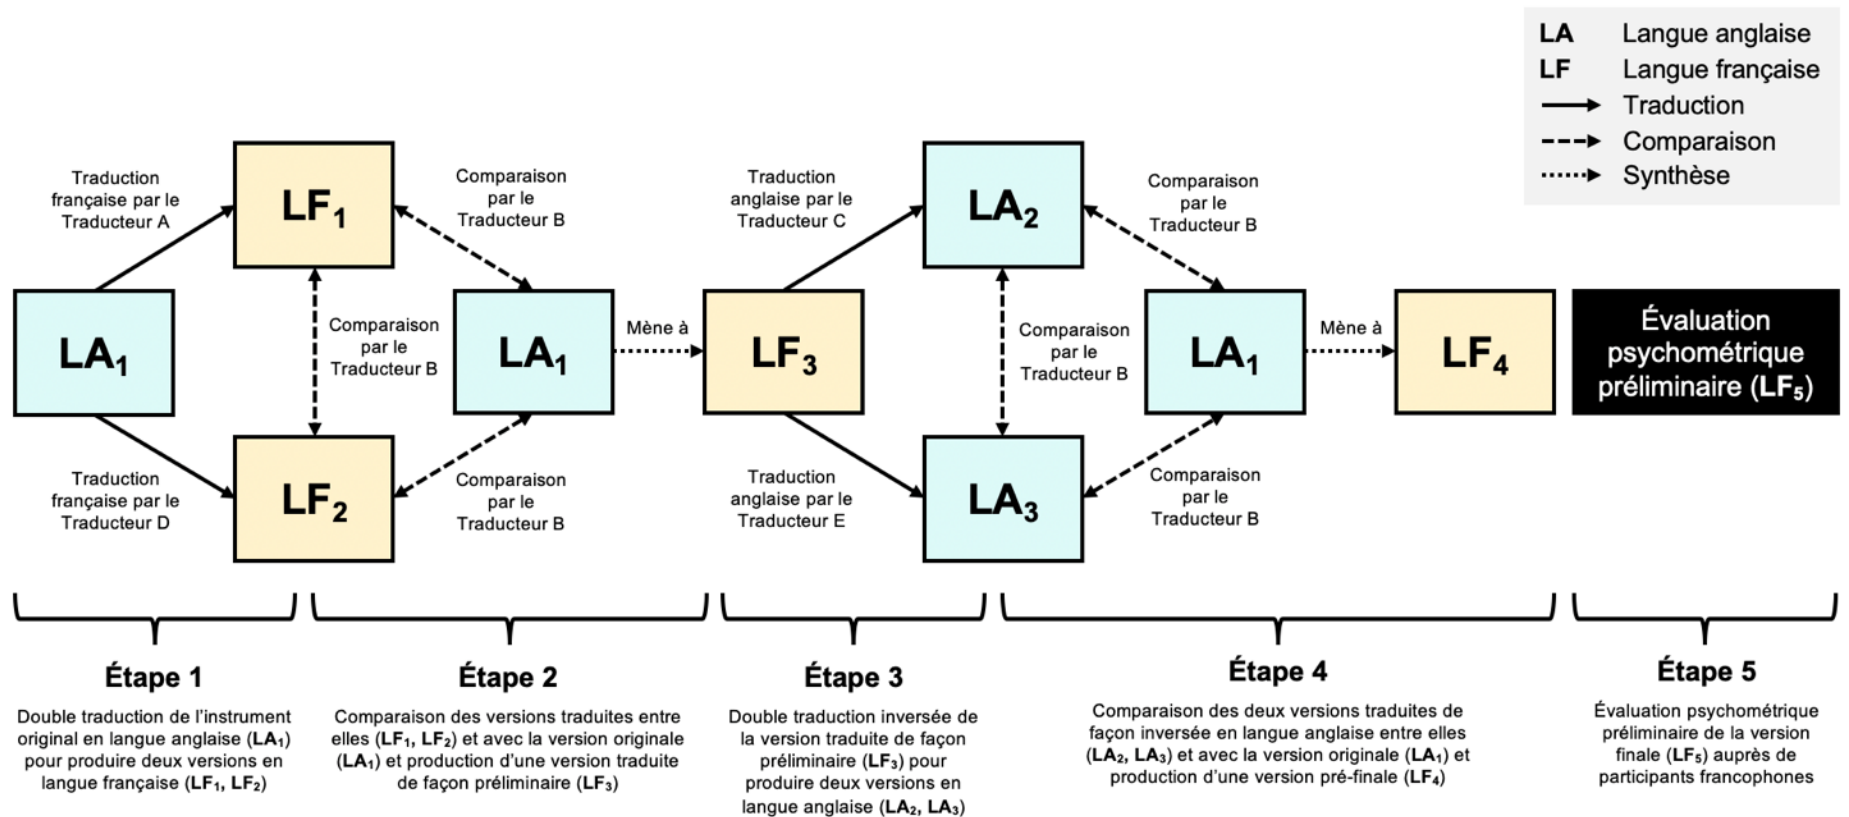 LA Langue anglaise
LF Langue française
Traduction
Comparaison
Synthèse
Traduction
française par le
Traducteur A
LF1
Comparaison
par le
Traducteur B
Traduction
anglaise par le
Traducteur C
LA2
Comparaison
par le
Traducteur B
LA1
Comparaison
par le
Traducteur B
LA1
Mène à
LF3
Comparaison
par le
Traducteur B
LA1
Mène à
LF4
Évaluation
psychométrique
préliminaire (LF5)
Traduction
française par le
Traducteur D
LF2
Comparaison
par le
Traducteur B
Traduction
anglaise par le
Traducteur E
LA3
Comparaison
par le
Traducteur B
Étape 1
Double traduction de l'instrument
original en langue anglaise (LA1)
pour produire deux versions en
langue française (LF1, LF2)
Étape 2
Comparaison des versions traduites entre
elles (LF1, LF2) et avec la version originale
(LA1) et production d'une version traduite
de façon préliminaire (LF3)
Étape 3
Double traduction inversée de
la version traduite de façon
préliminaire (LF3) pour
produire deux versions en
langue anglaise (LA2, LA3)
Étape 4
Comparaison des deux versions traduites de
façon inversée en langue anglaise entre elles
(LA2, LA3) et avec la version originale (LA1) et
production d'une version pré-finale (LF4)
Étape 5
Évaluation psychométrique
préliminaire de la version
finale (LF5) auprès de
participants francophones